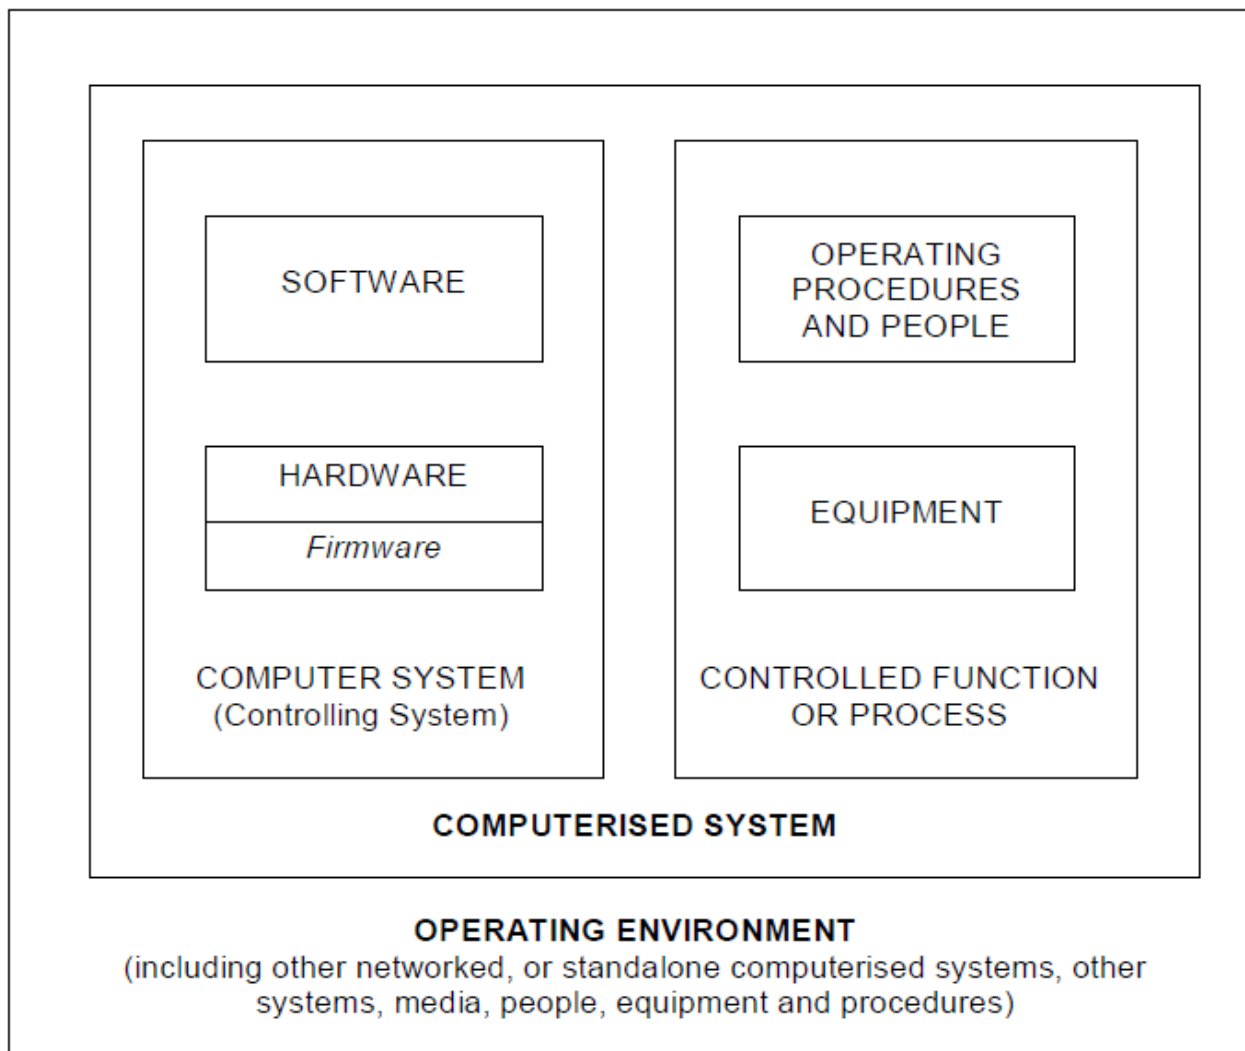 SOFTWARE
HARDWARE
Firmware
COMPUTER SYSTEM
(Controlling System)
OPERATING
PROCEDURES
AND PEOPLE
EQUIPMENT
CONTROLLED FUNCTION
OR PROCESS
COMPUTERISED SYSTEM
OPERATING ENVIRONMENT
(including other networked, or standalone computerised systems, other
systems, media, people, equipment and procedures)